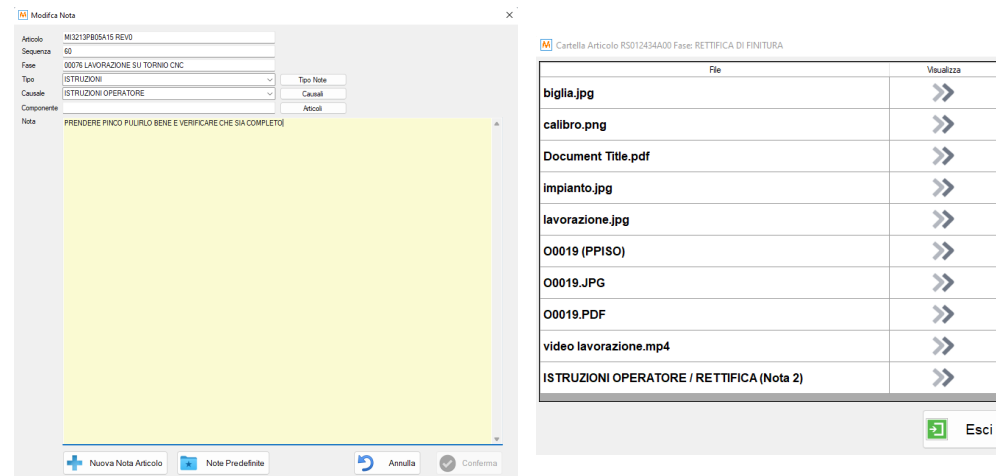 Modifca Nota
Articolo MI3213PB05A15 REV0
Sequenza 60
Fase 00076 LAVORAZIONE SU TORNIO CNC
Tipo ISTRUZIONI Tipo Note
Causale ISTRUZIONI OPERATORE Causali
Componente Articoli
Nota PRENDERE PINCO PULIRLO BENE E VERIFICARE CHE SIA COMPLETO
Nuova Nota Articolo Note Predefinite Annulla Conferma
Cartella Articolo RS012434A00 Fase: RETTIFICA DI FINITURA
File Visualizza
biglia.jpg
calibro.png
Document Title.pdf
impianto.jpg
lavorazione.jpg
O0019 (PPISO)
O0019.JPG
O0019.PDF
video lavorazione.mp4
ISTRUZIONI OPERATORE / RETTIFICA (Nota 2)
Esci